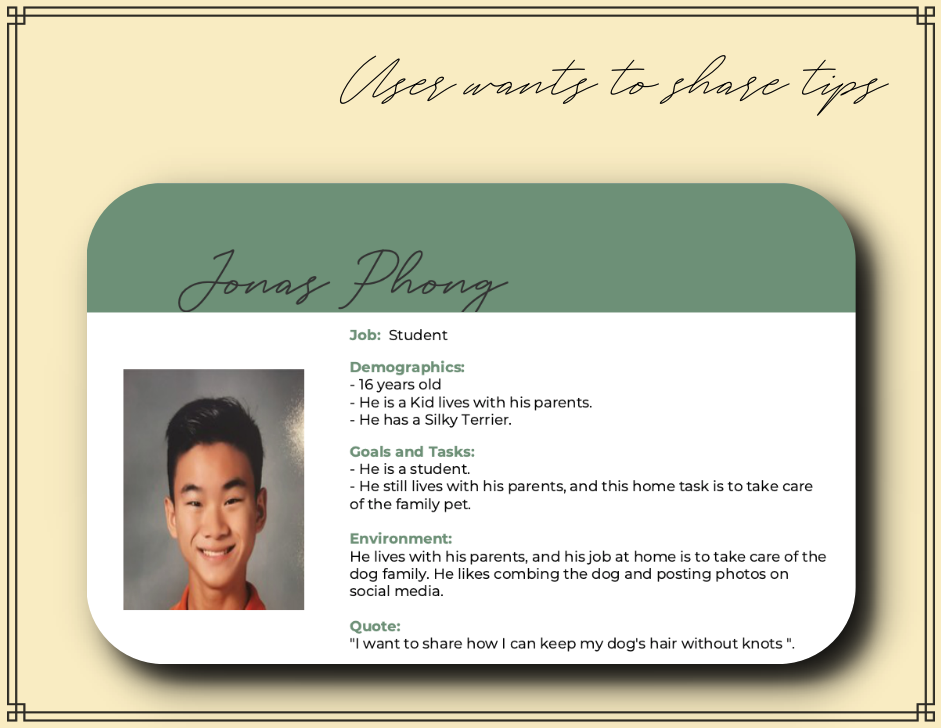 User wants to share tips
Jonas Phong
Job: Student
Demographics:
- 16 years old
- He is a Kid lives with his parents.
- He has a Silky Terrier.
Goals and Tasks:
- He is a student.
- He still lives with his parents, and this home task is to take care
of the family pet.
Environment:
He lives with his parents, and his job at home is to take care of the
dog family. He likes combing the dog and posting photos on
social media.
Quote:
"I want to share how I can keep my dog's hair without knots ".